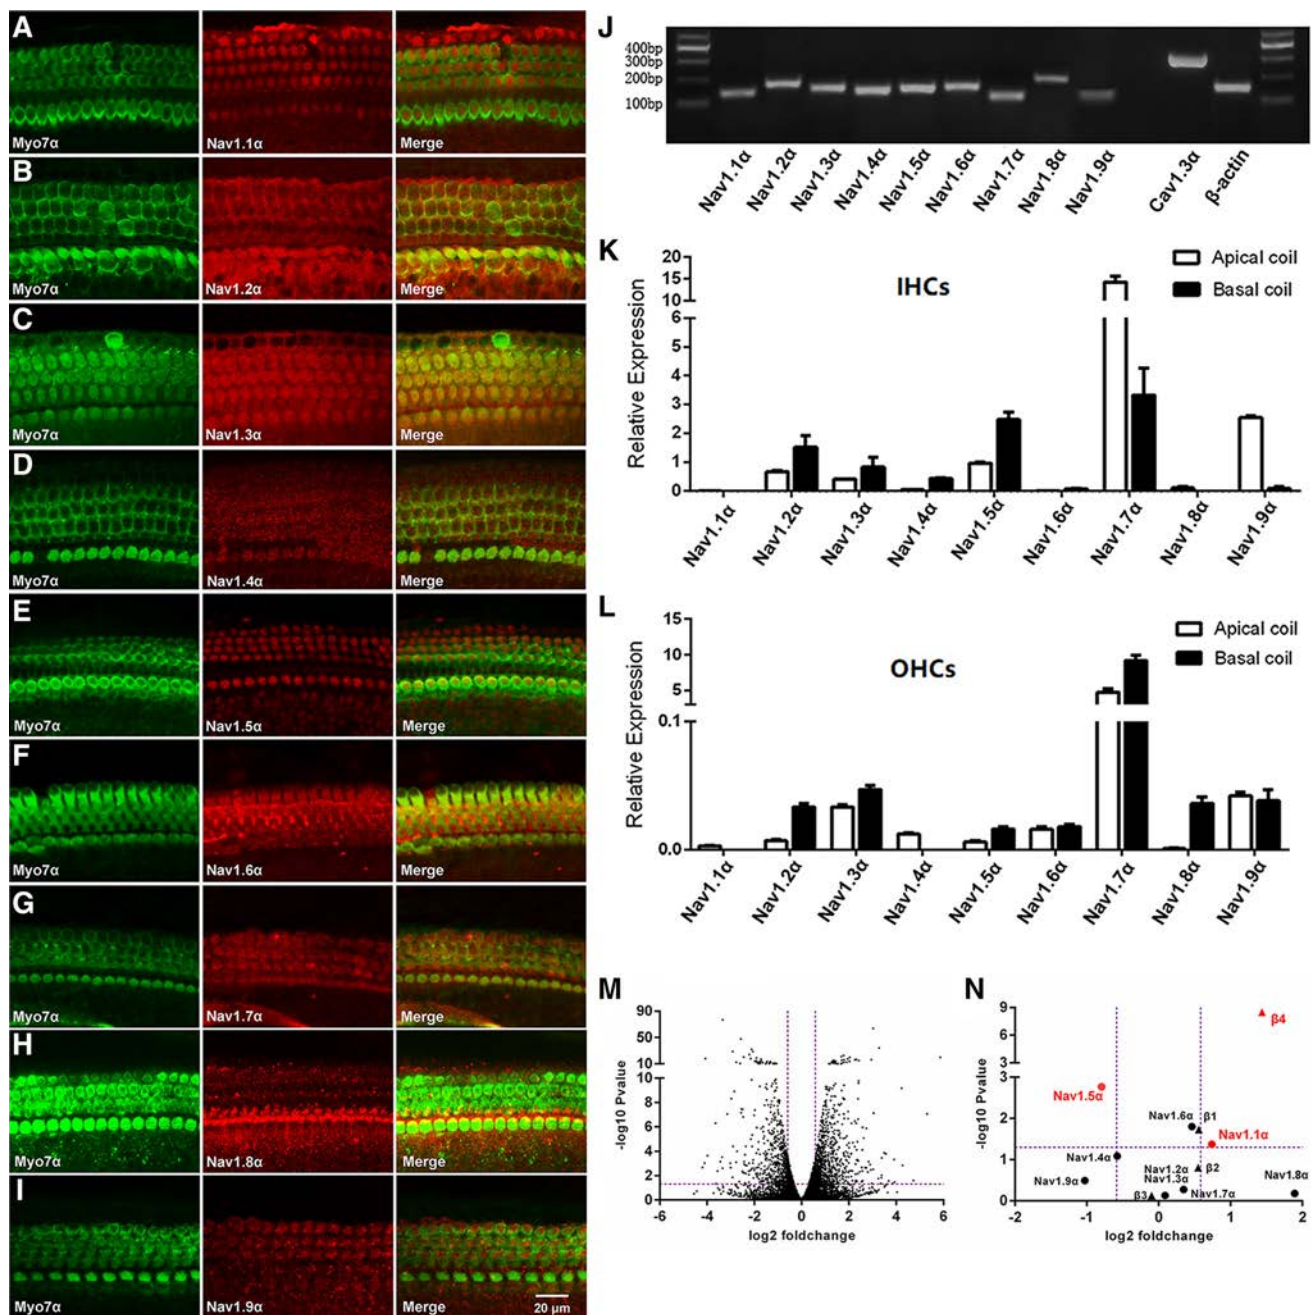 A
Myo7α
Nav1.1α
Merge
B
Myo7α
Nav1.2α
Merge
C
Myo7α
Nav1.3α
Merge
D
Myo7α
Nav1.4α
Merge
E
Myo7α
Nav1.5α
Merge
F
Myo7α
Nav1.6α
Merge
G
Myo7α
Nav1.7α
Merge
H
Myo7α
Nav1.8α
Merge
I
Myo7α
Nav1.9α
Merge
20 μm
J
400bp
300bp
200bp
100bp
Nav1.1α
Nav1.2α
Nav1.3α
Nav1.4α
Nav1.5α
Nav1.6α
Nav1.7α
Nav1.8α
Nav1.9α
Cav1.3α
β-actin
K
IHCs
Apical coil
Basal coil
Relative Expression
20
15
10
6
4
3
2
1
0
Nav1.1α
Nav1.2α
Nav1.3α
Nav1.4α
Nav1.5α
Nav1.6α
Nav1.7α
Nav1.8α
Nav1.9α
L
OHCs
Apical coil
Basal coil
Relative Expression
15
10
5
0.1
0.0
Nav1.1α
Nav1.2α
Nav1.3α
Nav1.4α
Nav1.5α
Nav1.6α
Nav1.7α
Nav1.8α
Nav1.9α
M
-log10 Pvalue
90
50
10
10
8
6
4
2
0
-6
-4
-2
0
2
4
6
log2 foldchange
N
-log10 Pvalue
9
6
3
3
2
1
0
β4
Nav1.5α
Nav1.6α
β1
Nav1.1α
Nav1.4α
Nav1.2α
β2
Nav1.9α
Nav1.3α
Nav1.8α
β3
Nav1.7α
-2
-1
0
1
2
log2 foldchange